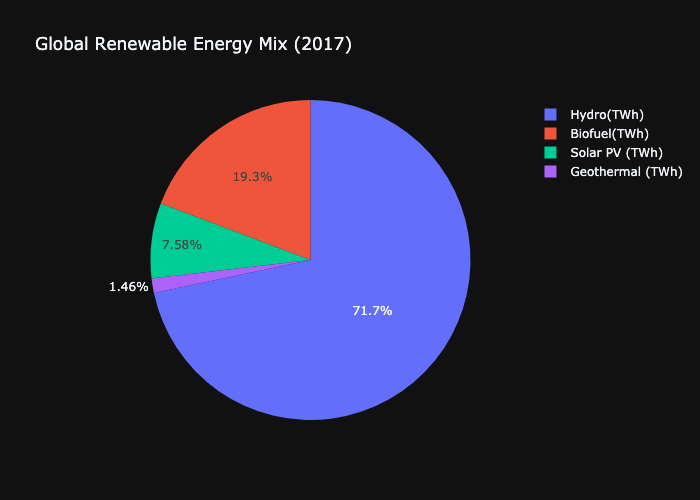 Global Renewable Energy Mix (2017)
Hydro(TWh)
Biofuel(TWh)
Solar PV (TWh)
Geothermal (TWh)
19.3%
7.58%
1.46%
71.7%